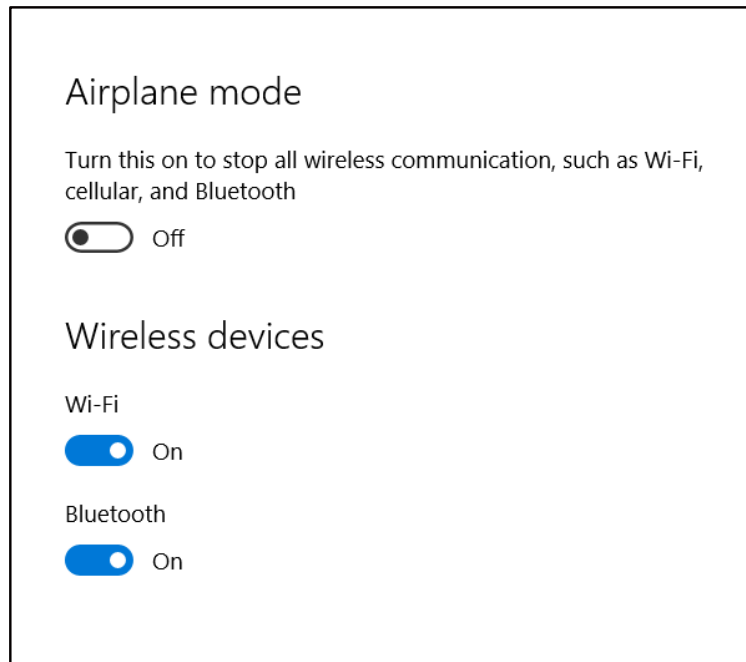 Airplane mode
Turn this on to stop all wireless communication, such as Wi-Fi,
cellular, and Bluetooth
Off
Wireless devices
Wi-Fi
On
Bluetooth
On